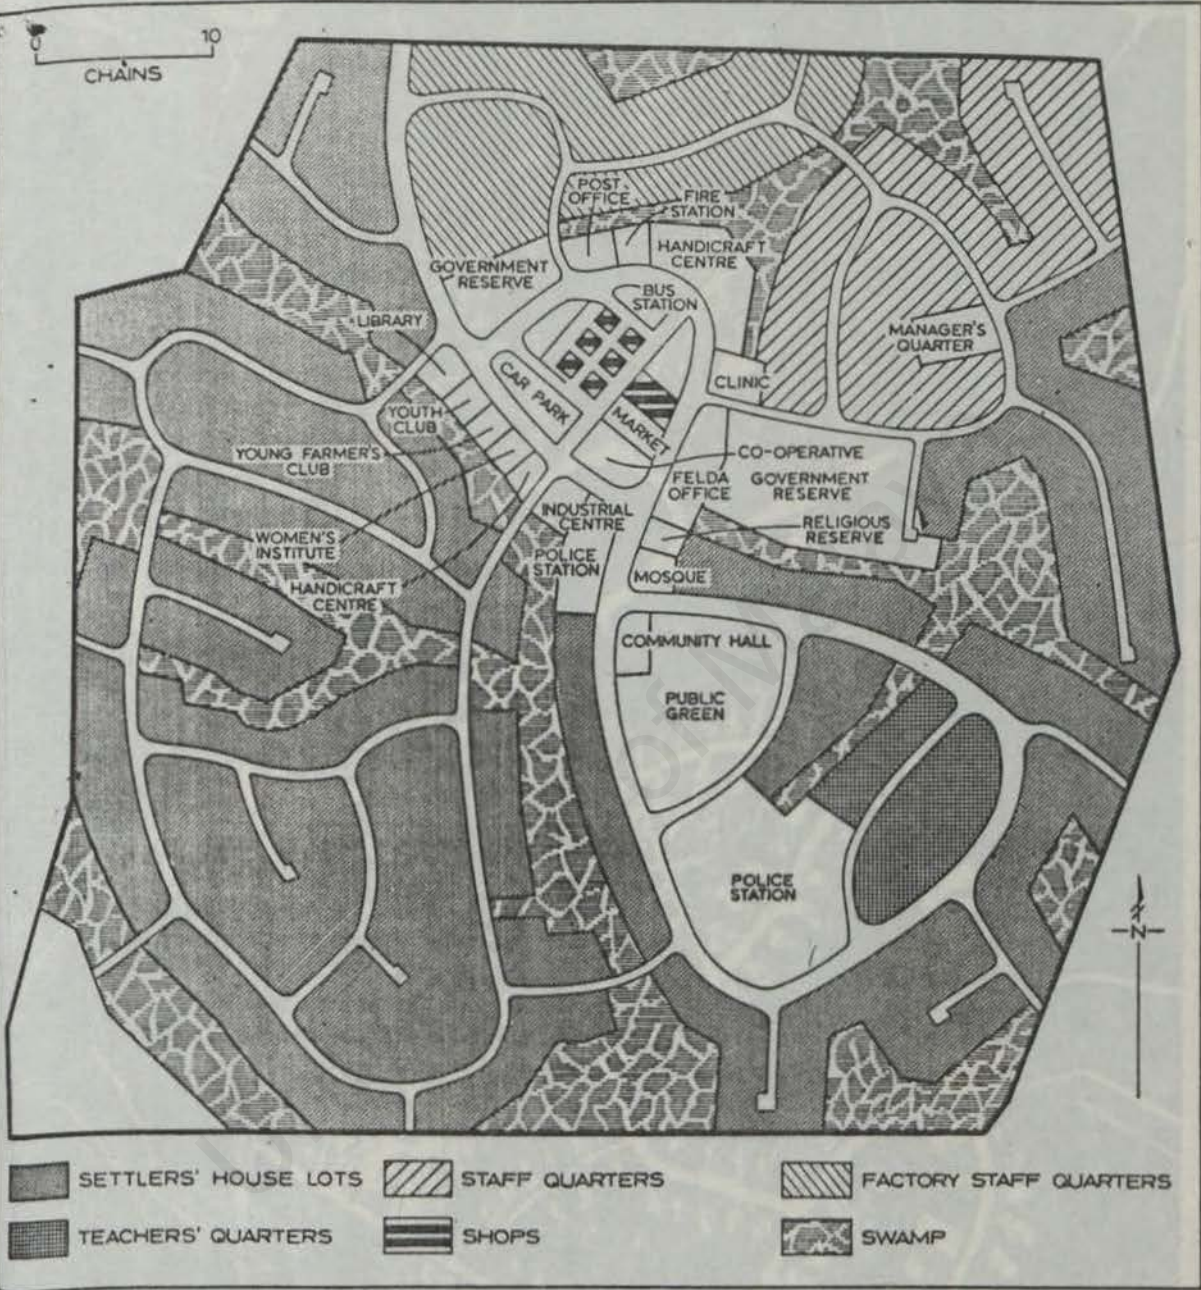 0 10
CHAINS
POST
OFFICE
FIRE
STATION
HANDICRAFT
CENTRE
GOVERNMENT
RESERVE
BUS
STATION
LIBRARY
MANAGER'S
QUARTER
CAR PARK
CLINIC
YOUTH
CLUB
MARKET
YOUNG FARMER'S
CLUB
CO-OPERATIVE
FELDA
OFFICE
GOVERNMENT
RESERVE
INDUSTRIAL
CENTRE
RELIGIOUS
RESERVE
WOMEN'S
INSTITUTE
POLICE
STATION
MOSQUE
HANDICRAFT
CENTRE
COMMUNITY HALL
PUBLIC
GREEN
POLICE
STATION
N
SETTLERS' HOUSE LOTS
STAFF QUARTERS
FACTORY STAFF QUARTERS
TEACHERS' QUARTERS
SHOPS
SWAMP